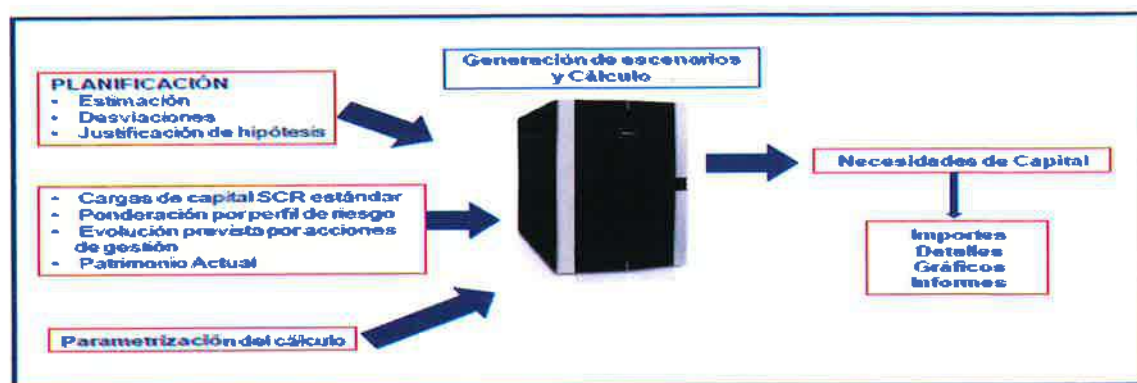 PLANIFICACIÓN
• Estimación
• Desviaciones
• Justificación de hipótesis
• Cargas de capital SCR estándar
• Ponderación por perfil de riesgo
• Evolución prevista por acciones
de gestión
• Patrimonio Actual
Parametrización del cálculo
Generación de escenarios
y Cálculo
Necesidades de Capital
Importes
Detalles
Gráficos
Informes